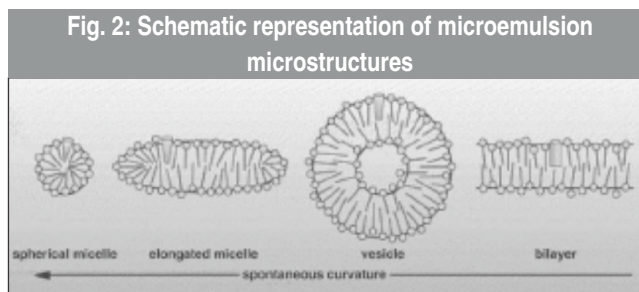 Fig. 2: Schematic representation of microemulsion
microstructures
spherical micelle elongated micelle vesicle bilayer
spontaneous curvature